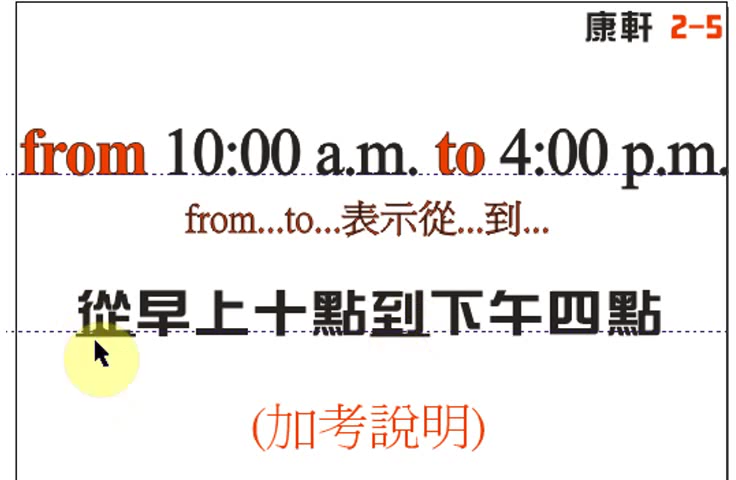 康軒 2-5
from 10:00 a.m. to 4:00 p.m.
from...to...表示從...到...
從早上十點到下午四點
(加考說明)